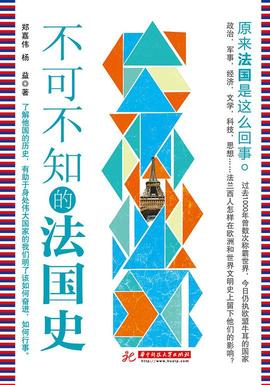 原来法国是这么回事。
过去1000年曾数次称霸世界，今日仍执欧盟牛耳的国家
政治，军事，经济，文学，科技，思想……法兰西人怎样在欧洲和世界文明史上留下他们的影响？
郑嘉伟 杨 益◎著
不可不知的法国史
了解他国的历史，有助于身处伟大国家的我们明了该如何奋进，如何行事。
华中科技大学出版社
http://www.hustp.com